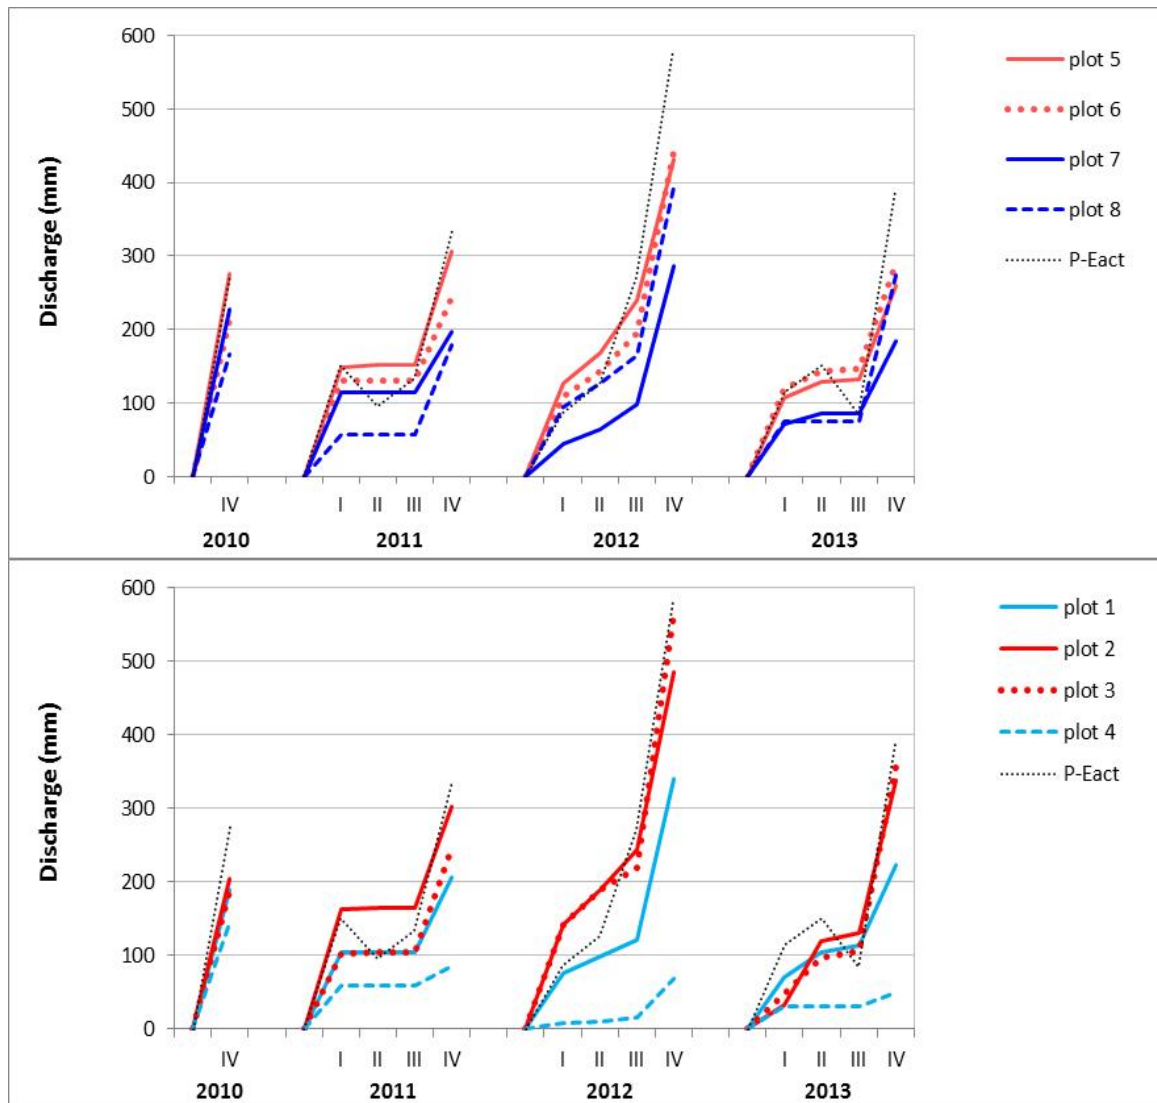 600
500
400
300
200
100
0
Discharge (mm)
IV I II III IV I II III IV I II III IV
2010 2011 2012 2013
plot 5
plot 6
plot 7
plot 8
P-Eact
600
500
400
300
200
100
0
Discharge (mm)
IV I II III IV I II III IV I II III IV
2010 2011 2012 2013
plot 1
plot 2
plot 3
plot 4
P-Eact